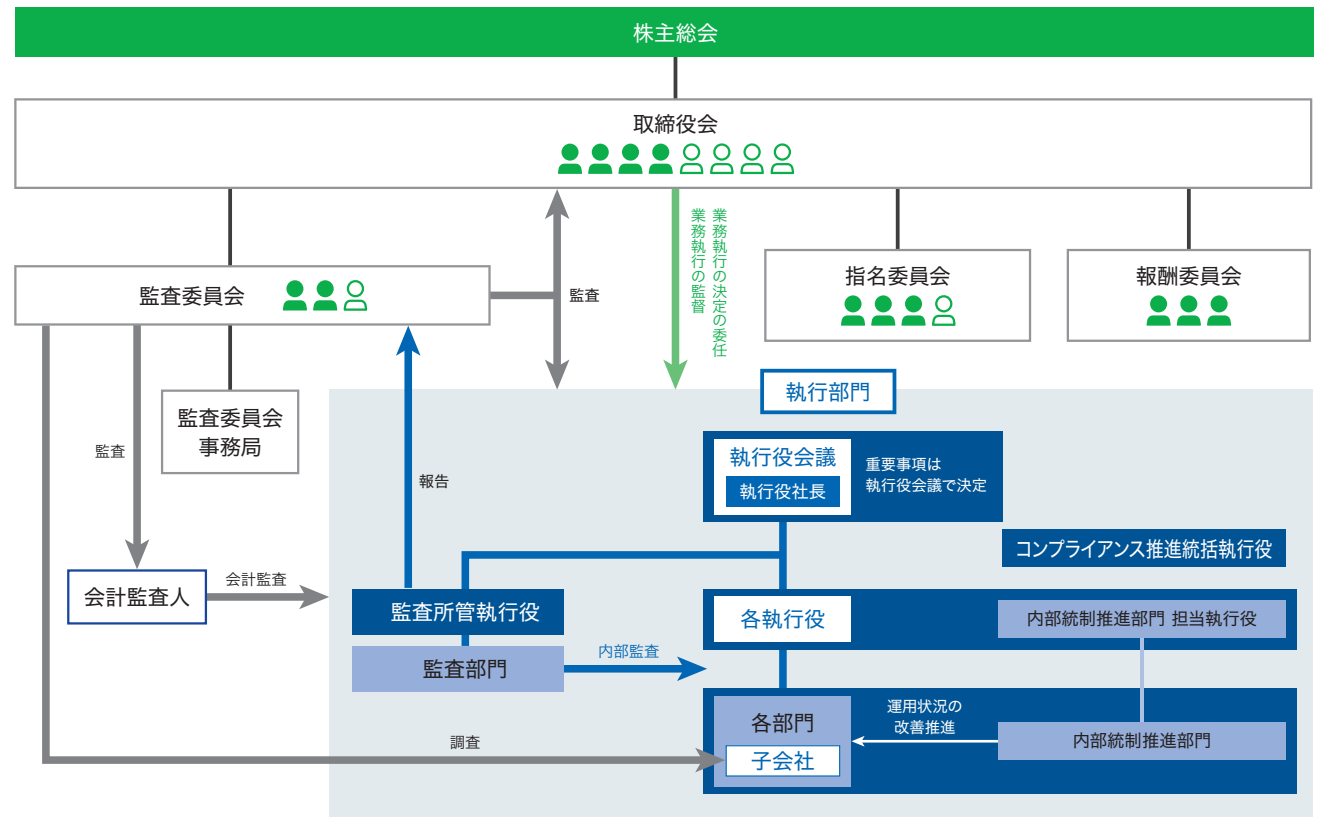 株主総会
取締役会
業務執行の決定の委任
業務執行の監督
監査委員会
監査
指名委員会
報酬委員会
監査委員会
事務局
監査
報告
執行部門
執行役会議
執行役社長
重要事項は
執行役会議で決定
コンプライアンス推進統括執行役
会計監査人
会計監査
監査所管執行役
各執行役
内部統制推進部門 担当執行役
監査部門
内部監査
各部門
子会社
運用状況の
改善推進
内部統制推進部門
調査